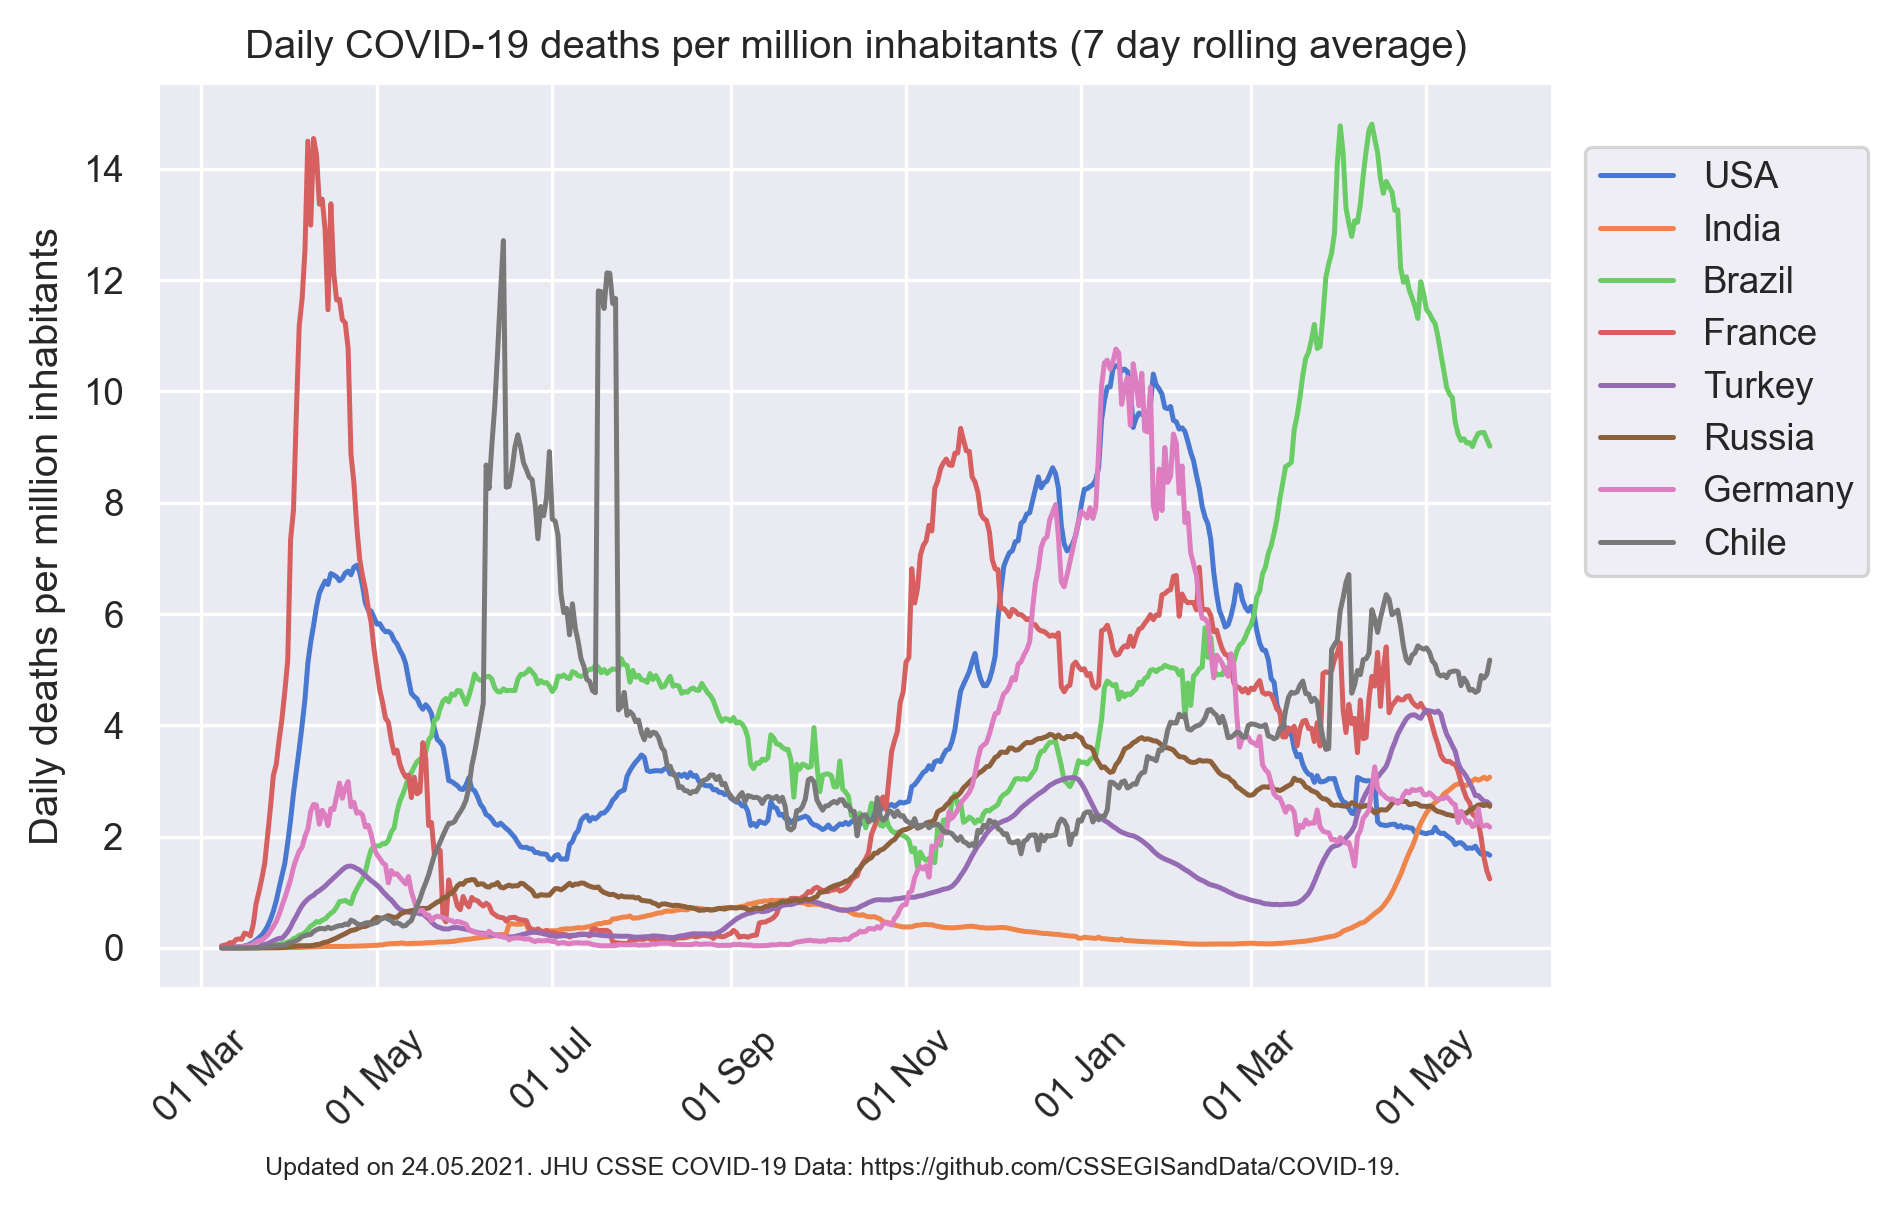 Daily COVID-19 deaths per million inhabitants (7 day rolling average)
Daily deaths per million inhabitants
14
12
10
8
6
4
2
0
01 Mar
01 May
01 Jul
01 Sep
01 Nov
01 Jan
01 Mar
01 May
USA
India
Brazil
France
Turkey
Russia
Germany
Chile
Updated on 24.05.2021. JHU CSSE COVID-19 Data: https://github.com/CSSEGISandData/COVID-19.